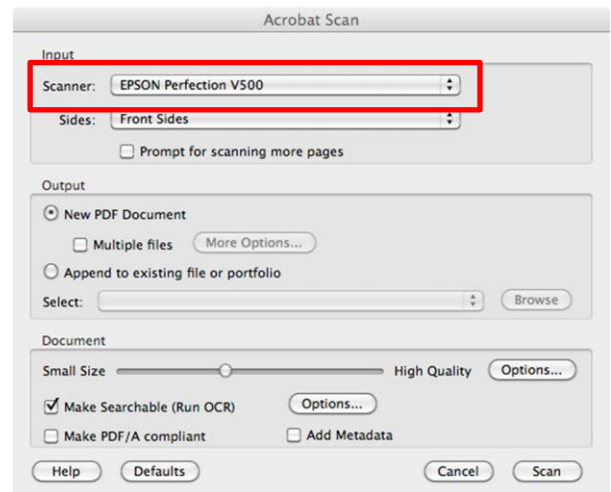 Acrobat Scan
Input
Scanner: EPSON Perfection V500
Sides: Front Sides
Prompt for scanning more pages
Output
New PDF Document
Multiple files More Options...
Append to existing file or portfolio
Select: Browse
Document
Small Size High Quality Options...
Make Searchable (Run OCR) Options...
Make PDF/A compliant Add Metadata
Help Defaults Cancel Scan